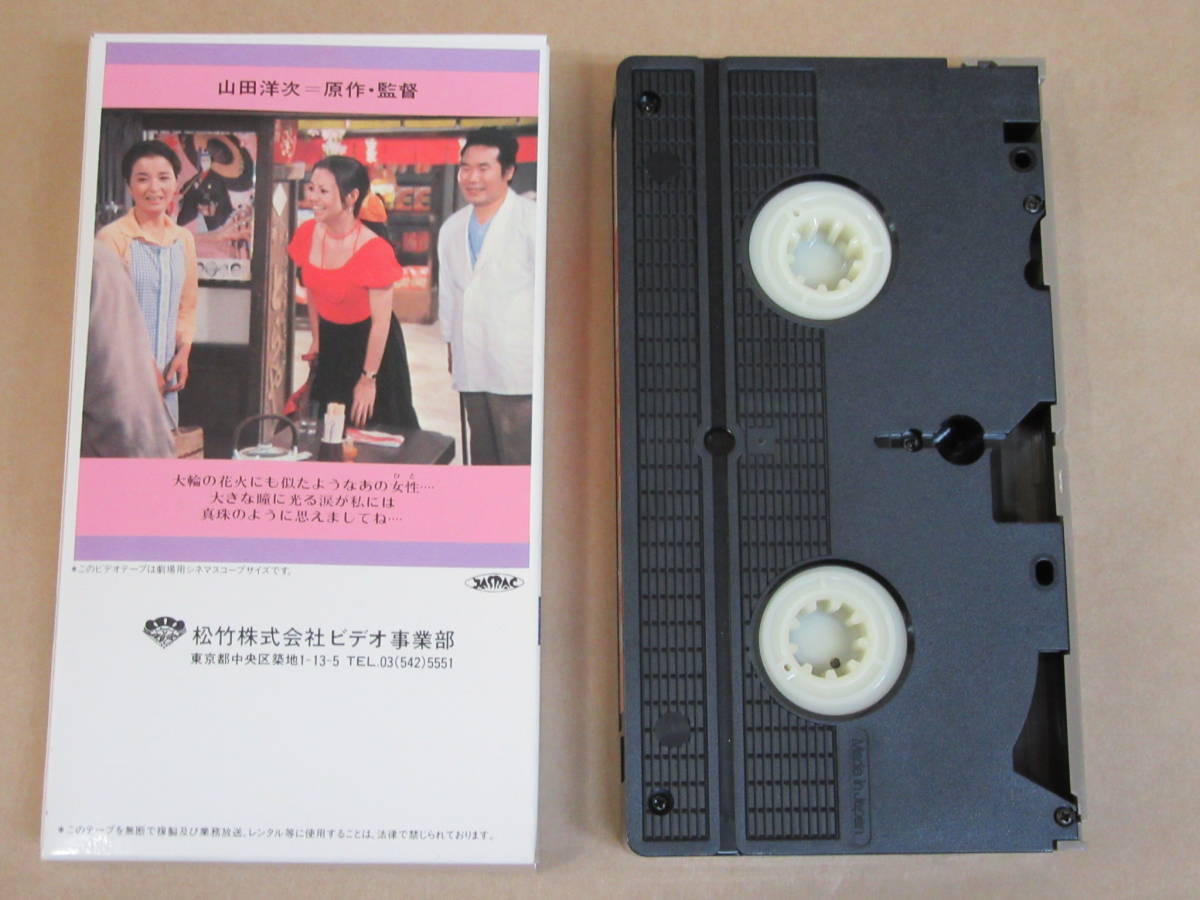 山田洋次=原作・監督
大輪の花火にも似たようなあの女性‥‥
ひと
大きな瞳に光る涙が私には
真珠のように思えましてね‥‥
*このビデオテープは劇場用シネマスコープサイズです。
JASRAC
松竹株式会社ビデオ事業部
東京都中央区築地1-13-5 TEL.03(542)5551
*このテープを無断で複製及び業務放送、レンタル等に使用することは、法律で禁じられております。
Made in Japan